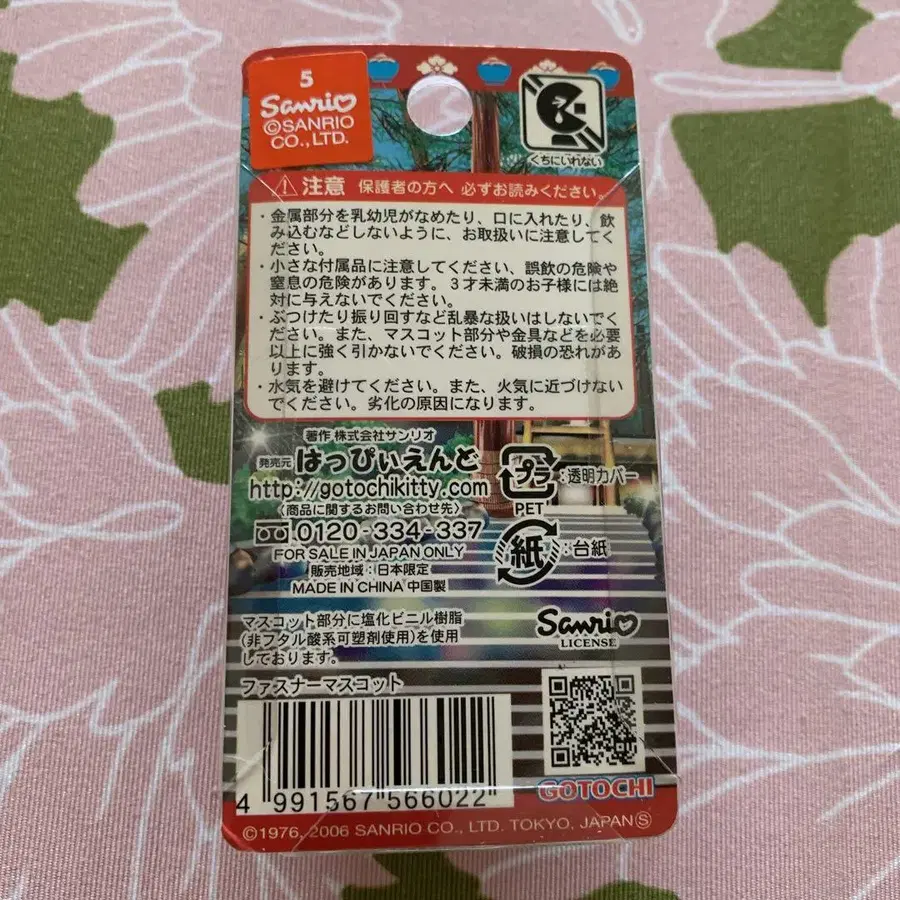 5
Sanrio
©SANRIO
CO.,LTD.
くちにいれない
⚠注意 保護者の方へ 必ずお読みください。
・金属部分を乳幼児がなめたり、口に入れたり、飲
み込むなどしないように、お取扱いに注意してく
ださい。
・小さな付属品に注意してください、誤飲の危険や
窒息の危険があります。3才未満のお子様には絶
対に与えないでください。
・ぶつけたり振り回すなど乱暴な扱いはしないでく
ださい。また、マスコット部分や金具などを必要
以上に強く引かないでください。破損の恐れがあ
ります。
・水気を避けてください。また、火気に近づけない
でください。劣化の原因になります。
著作 株式会社サンリオ
発売元 はっぴぃえんど
http://gotochikitty.com
〈商品に関するお問い合わせ先〉
0120-334-337
FOR SALE IN JAPAN ONLY
販売地域：日本限定
MADE IN CHINA 中国製
プラ：透明カバー
PET
紙：台紙
マスコット部分に塩化ビニル樹脂
(非フタル酸系可塑剤使用)を使用
しております。
Sanrio
LICENSE
ファスナーマスコット
4 991567 566022
GOTOCHI
©1976, 2006 SANRIO CO., LTD. TOKYO, JAPAN Ⓢ